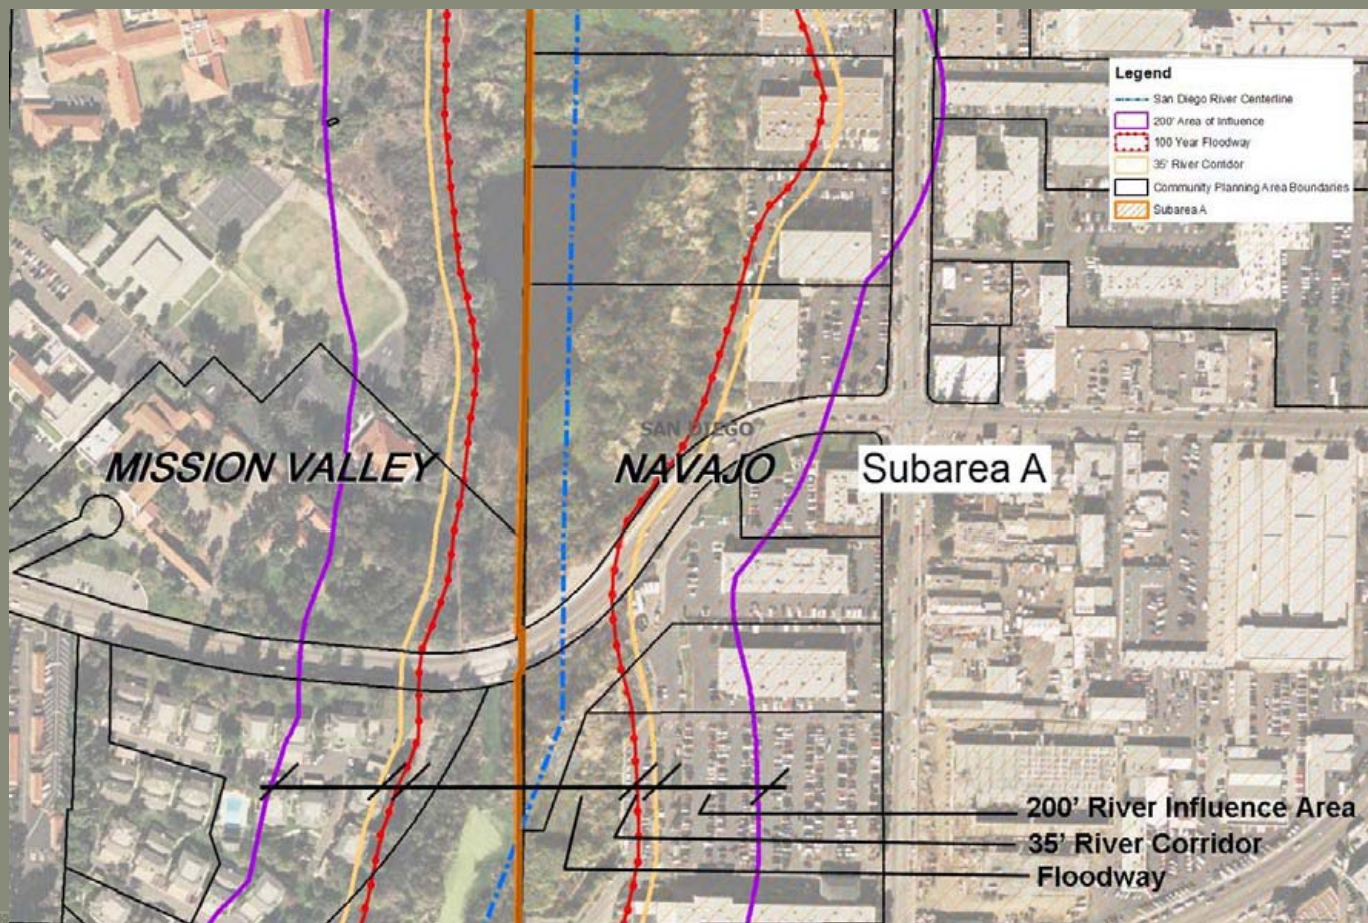 Legend
San Diego River Centerline
200' Area of Influence
100 Year Floodway
35' River Corridor
Community Planning Area Boundaries
Subarea A
SAN DIEGO
MISSION VALLEY
NAVAJO
Subarea A
200' River Influence Area
35' River Corridor
Floodway